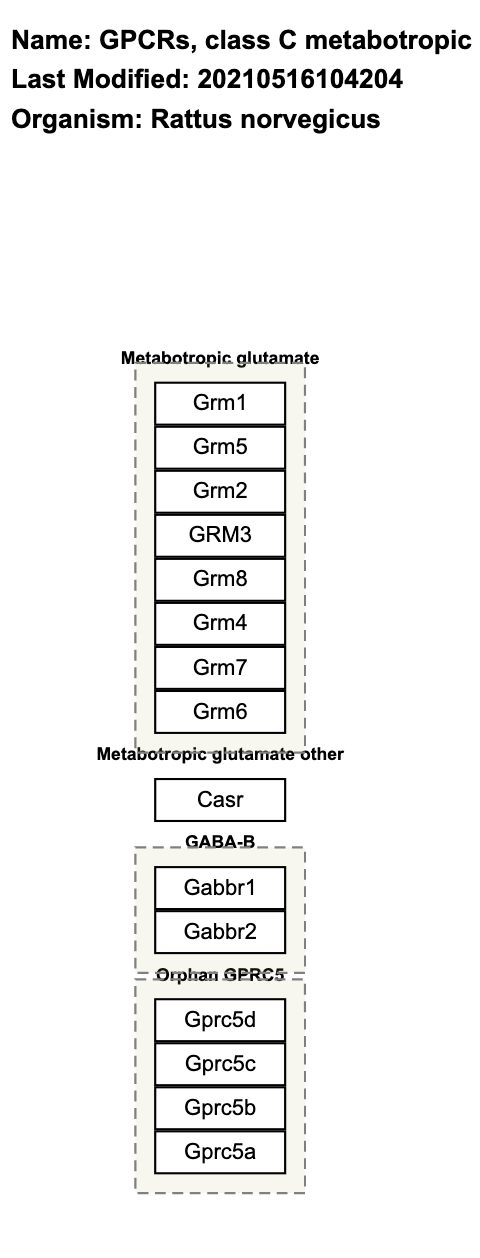 Name: GPCRs, class C metabotropic
Last Modified: 20210516104204
Organism: Rattus norvegicus
Metabotropic glutamate
Grm1
Grm5
Grm2
GRM3
Grm8
Grm4
Grm7
Grm6
Metabotropic glutamate other
Casr
GABA-B
Gabbr1
Gabbr2
Orphan GPRC5
Gprc5d
Gprc5c
Gprc5b
Gprc5a